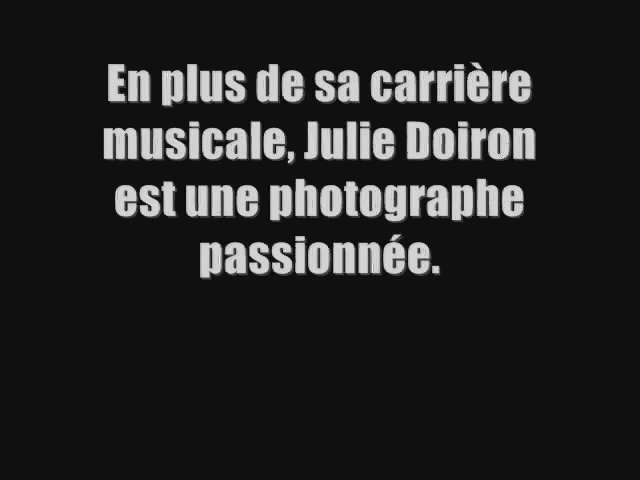 En plus de sa carrière
musicale, Julie Doiron
est une photographe
passionnée.